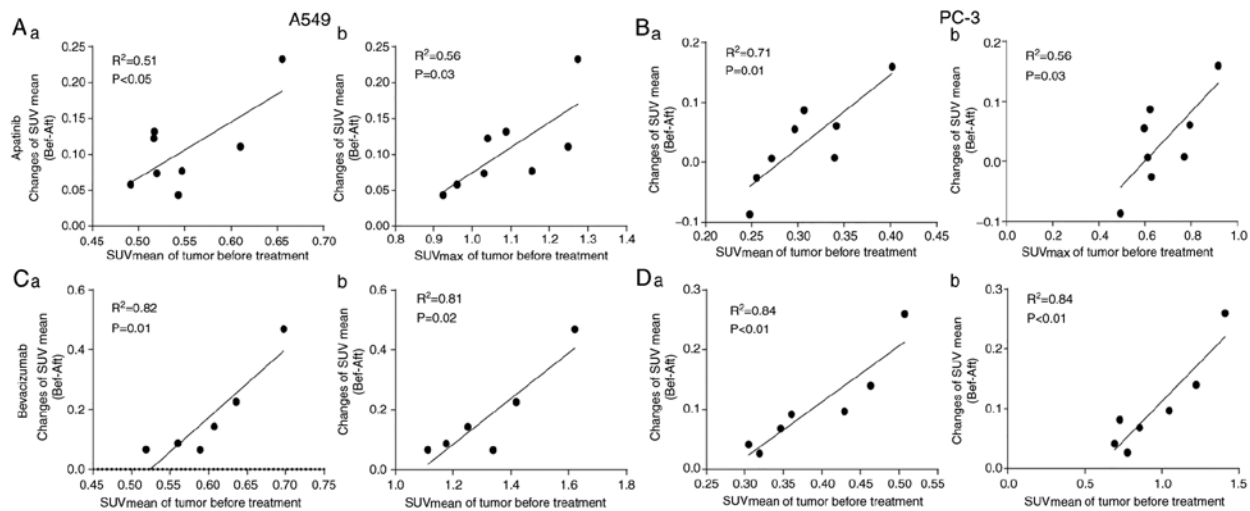 A549
PC-3
Aa
R²=0.51
P<0.05
Apatinib
Changes of SUV mean
(Bef-Aft)
0.25
0.20
0.15
0.10
0.05
0.00
0.45 0.50 0.55 0.60 0.65 0.70
SUVmean of tumor before treatment
b
R²=0.56
P=0.03
Changes of SUV mean
(Bef-Aft)
0.25
0.20
0.15
0.10
0.05
0.00
0.8 0.9 1.0 1.1 1.2 1.3 1.4
SUVmax of tumor before treatment
Ba
R²=0.71
P=0.01
Changes of SUV mean
(Bef-Aft)
0.2
0.1
0.0
−0.1
0.20 0.25 0.30 0.35 0.40 0.45
SUVmean of tumor before treatment
b
R²=0.56
P=0.03
Changes of SUV mean
(Bef-Aft)
0.2
0.1
0.0
−0.1
0.0 0.2 0.4 0.6 0.8 1.0
SUVmax of tumor before treatment
Ca
R²=0.82
P=0.01
Bevacizumab
Changes of SUV mean
(Bef-Aft)
0.6
0.4
0.2
0.0
0.45 0.50 0.55 0.60 0.65 0.70 0.75
SUVmean of tumor before treatment
b
R²=0.81
P=0.02
Changes of SUV mean
(Bef-Aft)
0.6
0.4
0.2
0.0
1.0 1.2 1.4 1.6 1.8
SUVmean of tumor before treatment
Da
R²=0.84
P<0.01
Changes of SUV mean
(Bef-Aft)
0.3
0.2
0.1
0.0
0.25 0.30 0.35 0.40 0.45 0.50 0.55
SUVmean of tumor before treatment
b
R²=0.84
P<0.01
Changes of SUV mean
(Bef-Aft)
0.3
0.2
0.1
0.0
0.0 0.5 1.0 1.5
SUVmean of tumor before treatment